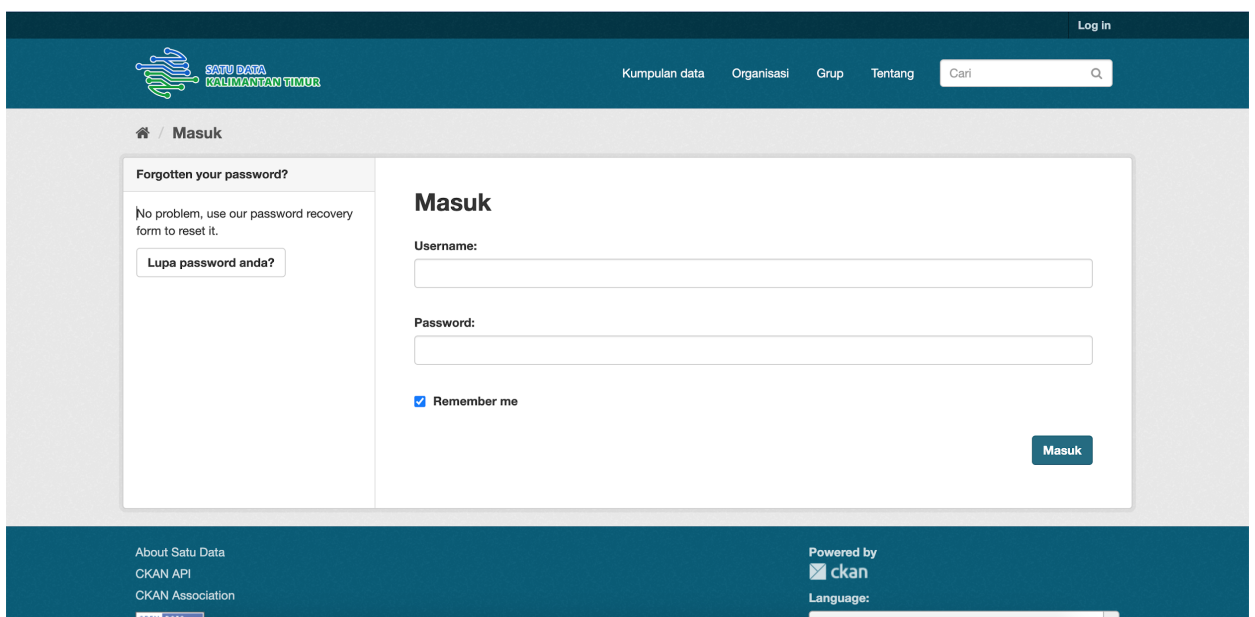 Log in
SATU DATA
KALIMANTAN TIMUR
Kumpulan data
Organisasi
Grup
Tentang
Cari
/ Masuk
Forgotten your password?
No problem, use our password recovery
form to reset it.
Lupa password anda?
Masuk
Username:
Password:
Remember me
Masuk
About Satu Data
CKAN API
CKAN Association
Powered by
ckan
Language: